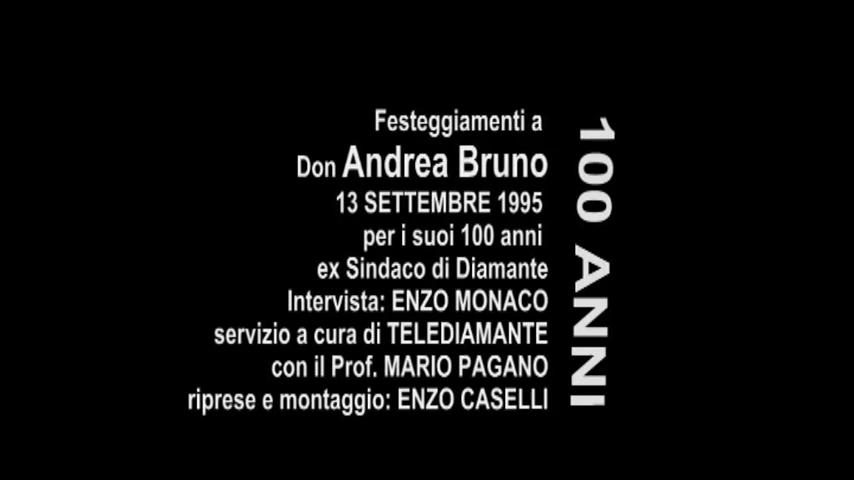 Festeggiamenti a
Don Andrea Bruno
13 SETTEMBRE 1995
per i suoi 100 anni
ex Sindaco di Diamante
Intervista: ENZO MONACO
servizio a cura di TELEDIAMANTE
con il Prof. MARIO PAGANO
riprese e montaggio: ENZO CASELLI
100 ANNI